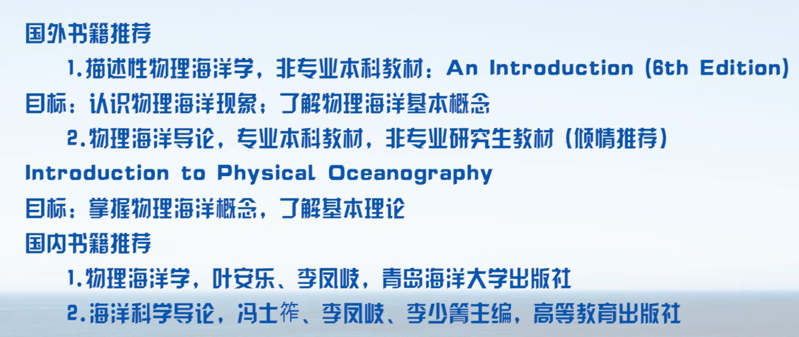 国外书籍推荐
1.描述性物理海洋学，非专业本科教材：An Introduction (6th Edition)
目标：认识物理海洋现象；了解物理海洋基本概念
2.物理海洋导论，专业本科教材，非专业研究生教材（倾情推荐）
Introduction to Physical Oceanography
目标：掌握物理海洋概念，了解基本理论
国内书籍推荐
1.物理海洋学，叶安乐、李凤岐，青岛海洋大学出版社
2.海洋科学导论，冯士筰、李凤岐、李少菁主编，高等教育出版社